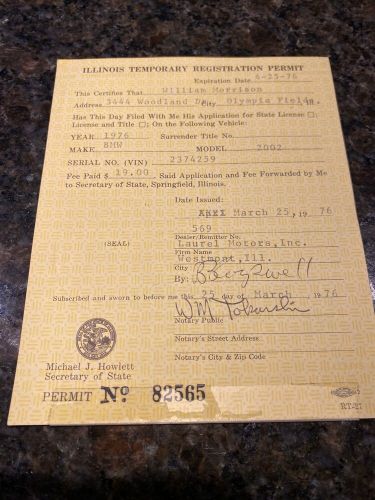 ILLINOIS TEMPORARY REGISTRATION PERMIT
Expiration Date 6-25-76
This Certifies That William Morrison
Address 3444 Woodland Dr City Olympia Fields
Has This Day Filed With Me His Application for State License ☐;
License and Title ☐; On the Following Vehicle:
YEAR 1976 Surrender Title No.
MAKE BMW MODEL 2002
SERIAL NO. (VIN) 2374259
Fee Paid $ 19.00 . Said Application and Fee Forwarded by Me
to Secretary of State, Springfield, Illinois.
Date Issued:
March 25, 19 76
569
Dealer/Remitter No.
(SEAL) Laurel Motors, Inc.
Firm Name
Westmont, Ill.
City
By:
Subscribed and sworn to before me this 25 day of March , 1976
Notary Public
Notary's Street Address
Notary's City & Zip Code
Michael J. Howlett
Secretary of State
PERMIT No 82565
RT-27